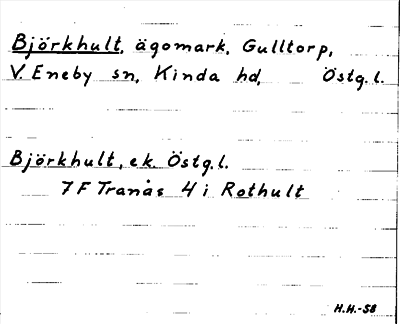 Björkhult, ägomark, Gulltorp,
V. Eneby sn, Kinda hd, Östg.l.
Björkhult, ek. Östg.l.
7 F Tranås 4 i Rothult
H.H.-58